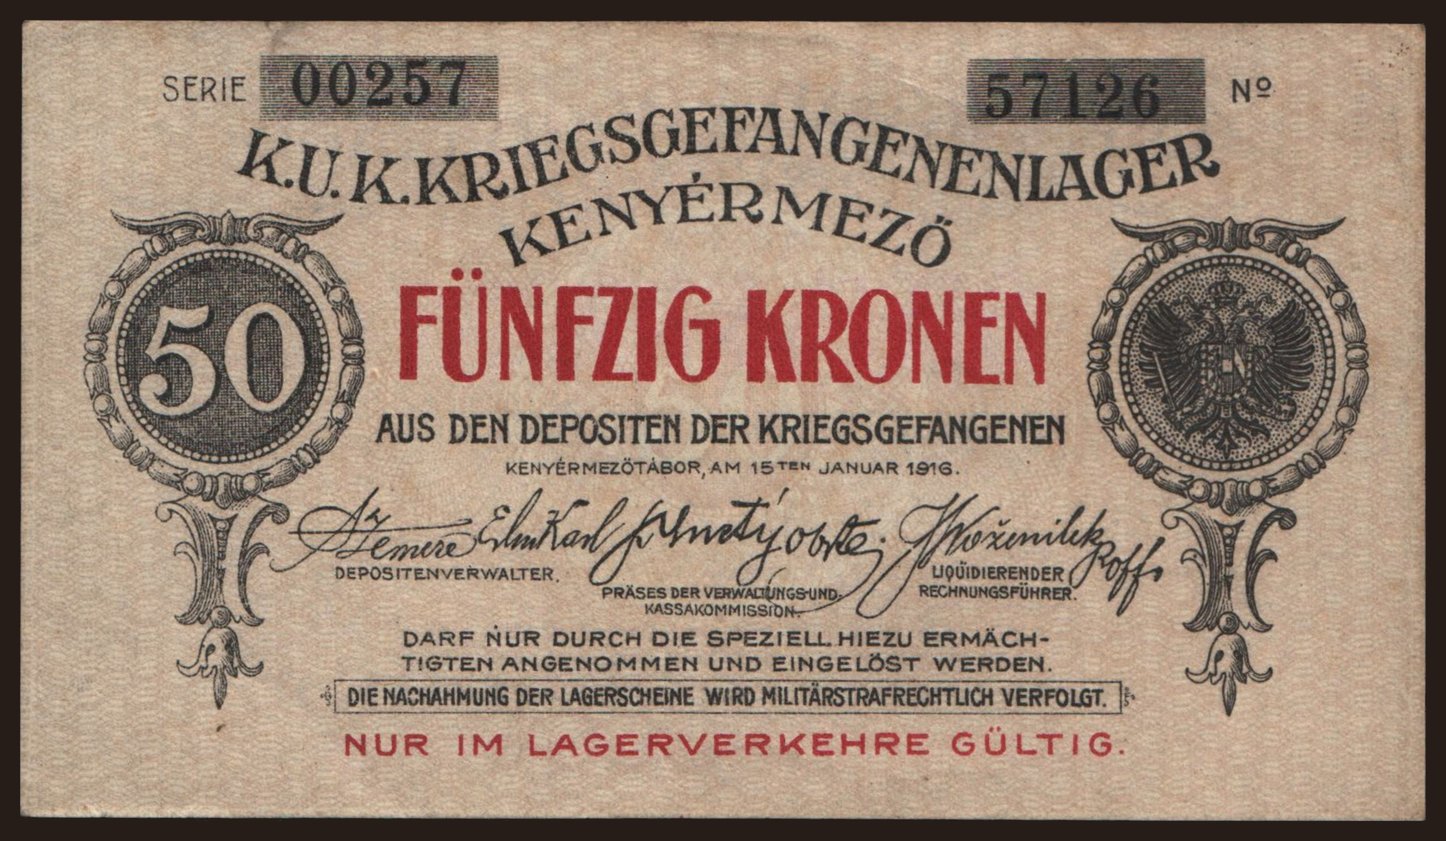 SERIE 00257 57126 Nº
K.U.K. KRIEGSGEFANGENENLAGER
KENYÉRMEZŐ
50
FÜNFZIG KRONEN
AUS DEN DEPOSITEN DER KRIEGSGEFANGENEN
KENYÉRMEZŐTÁBOR, AM 15TEN JANUAR 1916.
DEPOSITENVERWALTER.
PRÄSES DER VERWALTUNGS-UND-
KASSAKOMMISSION.
LIQUIDIERENDER
RECHNUNGSFÜHRER.
DARF NUR DURCH DIE SPEZIELL HIEZU ERMÄCH-
TIGTEN ANGENOMMEN UND EINGELÖST WERDEN.
DIE NACHAHMUNG DER LAGERSCHEINE WIRD MILITÄRSTRAFRECHTLICH VERFOLGT.
NUR IM LAGERVERKEHRE GÜLTIG.